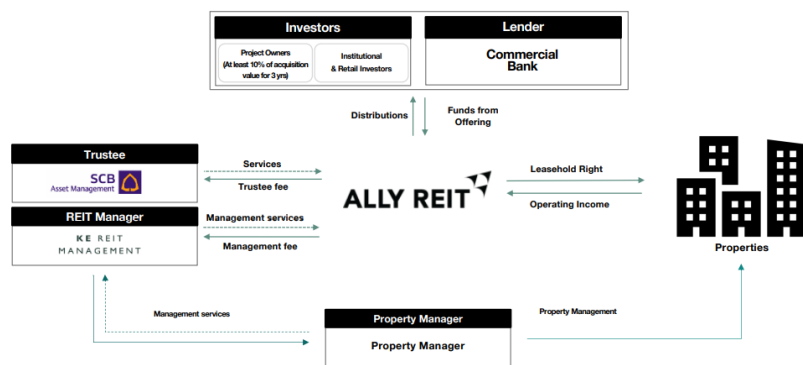 Investors
Lender
Project Owners
(At least 10% of acquisition
value for 3 yrs)
Institutional
& Retail Investors
Commercial
Bank
Distributions
Funds from
Offering
Trustee
SCB
Asset Management
Services
Trustee fee
REIT Manager
KE REIT
MANAGEMENT
Management services
Management fee
ALLY REIT
Leasehold Right
Operating Income
Properties
Management services
Property Manager
Property Manager
Property Management